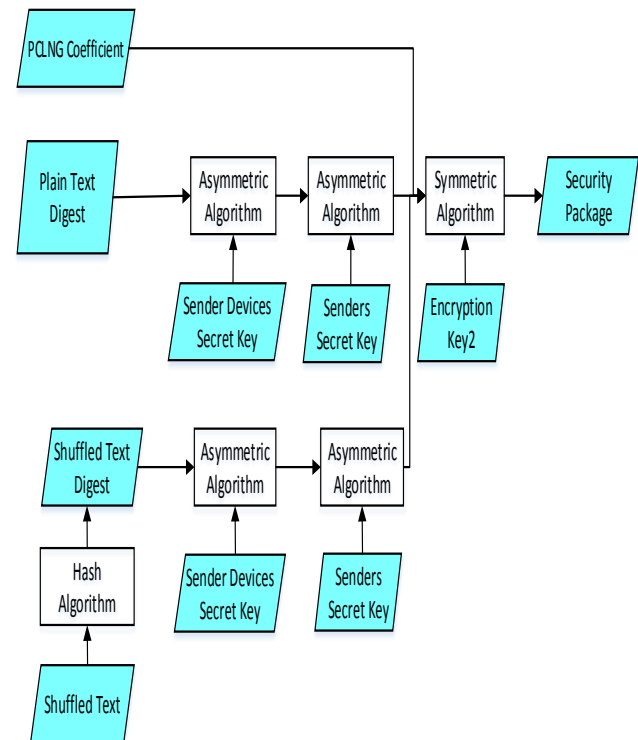 PCLNG Coefficient
Plain Text
Digest
Asymmetric
Algorithm
Asymmetric
Algorithm
Symmetric
Algorithm
Security
Package
Sender Devices
Secret Key
Senders
Secret Key
Encryption
Key2
Shuffled Text
Digest
Asymmetric
Algorithm
Asymmetric
Algorithm
Hash
Algorithm
Sender Devices
Secret Key
Senders
Secret Key
Shuffled Text